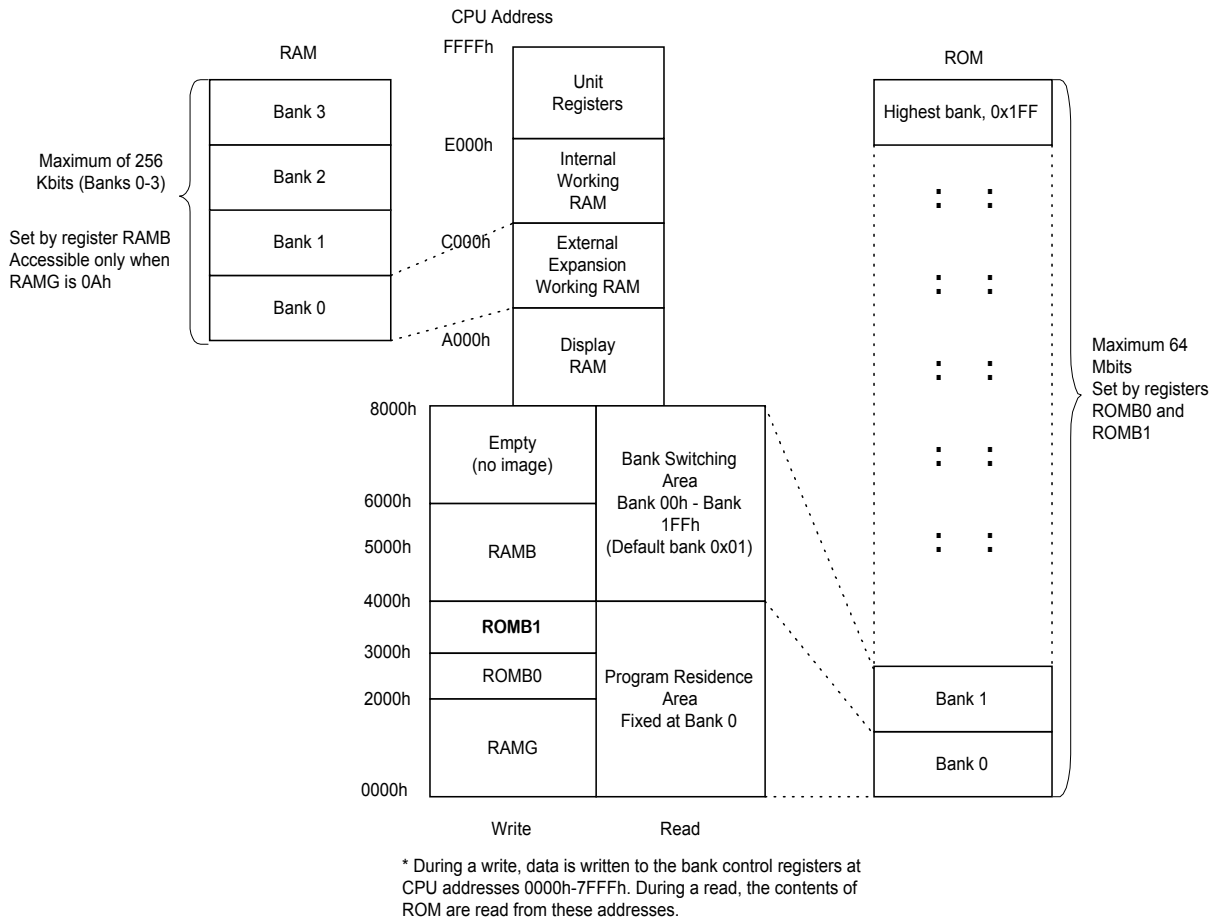 CPU Address
RAM
Bank 3
Bank 2
Bank 1
Bank 0
Maximum of 256
Kbits (Banks 0-3)
Set by register RAMB
Accessible only when
RAMG is 0Ah
FFFFh
E000h
C000h
A000h
8000h
6000h
5000h
4000h
3000h
2000h
0000h
Unit
Registers
Internal
Working
RAM
External
Expansion
Working RAM
Display
RAM
Empty
(no image)
RAMB
ROMB1
ROMB0
RAMG
Write
Bank Switching
Area
Bank 00h - Bank
1FFh
(Default bank 0x01)
Program Residence
Area
Fixed at Bank 0
Read
ROM
Highest bank, 0x1FF
: :
: :
: :
: :
: :
Bank 1
Bank 0
Maximum 64
Mbits
Set by registers
ROMB0 and
ROMB1
* During a write, data is written to the bank control registers at
CPU addresses 0000h-7FFFh. During a read, the contents of
ROM are read from these addresses.